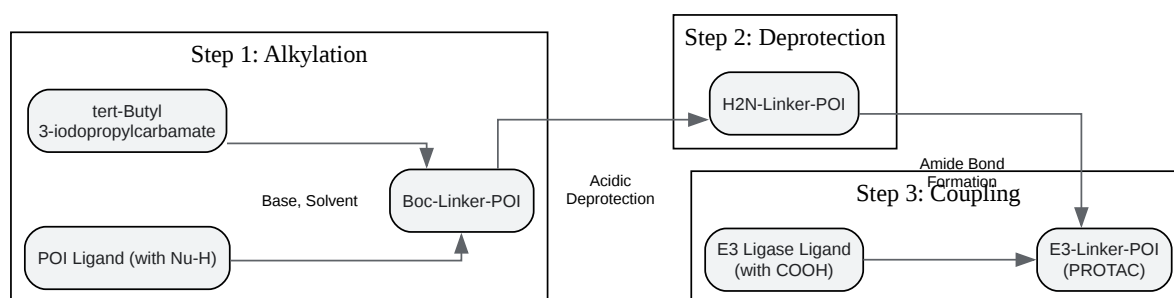 Step 1: Alkylation
tert-Butyl
3-iodopropylcarbamate
Base, Solvent
Boc-Linker-POI
POI Ligand (with Nu-H)
Acidic
Deprotection
Step 2: Deprotection
H2N-Linker-POI
Amide Bond
Formation
Step 3: Coupling
E3 Ligase Ligand
(with COOH)
E3-Linker-POI
(PROTAC)